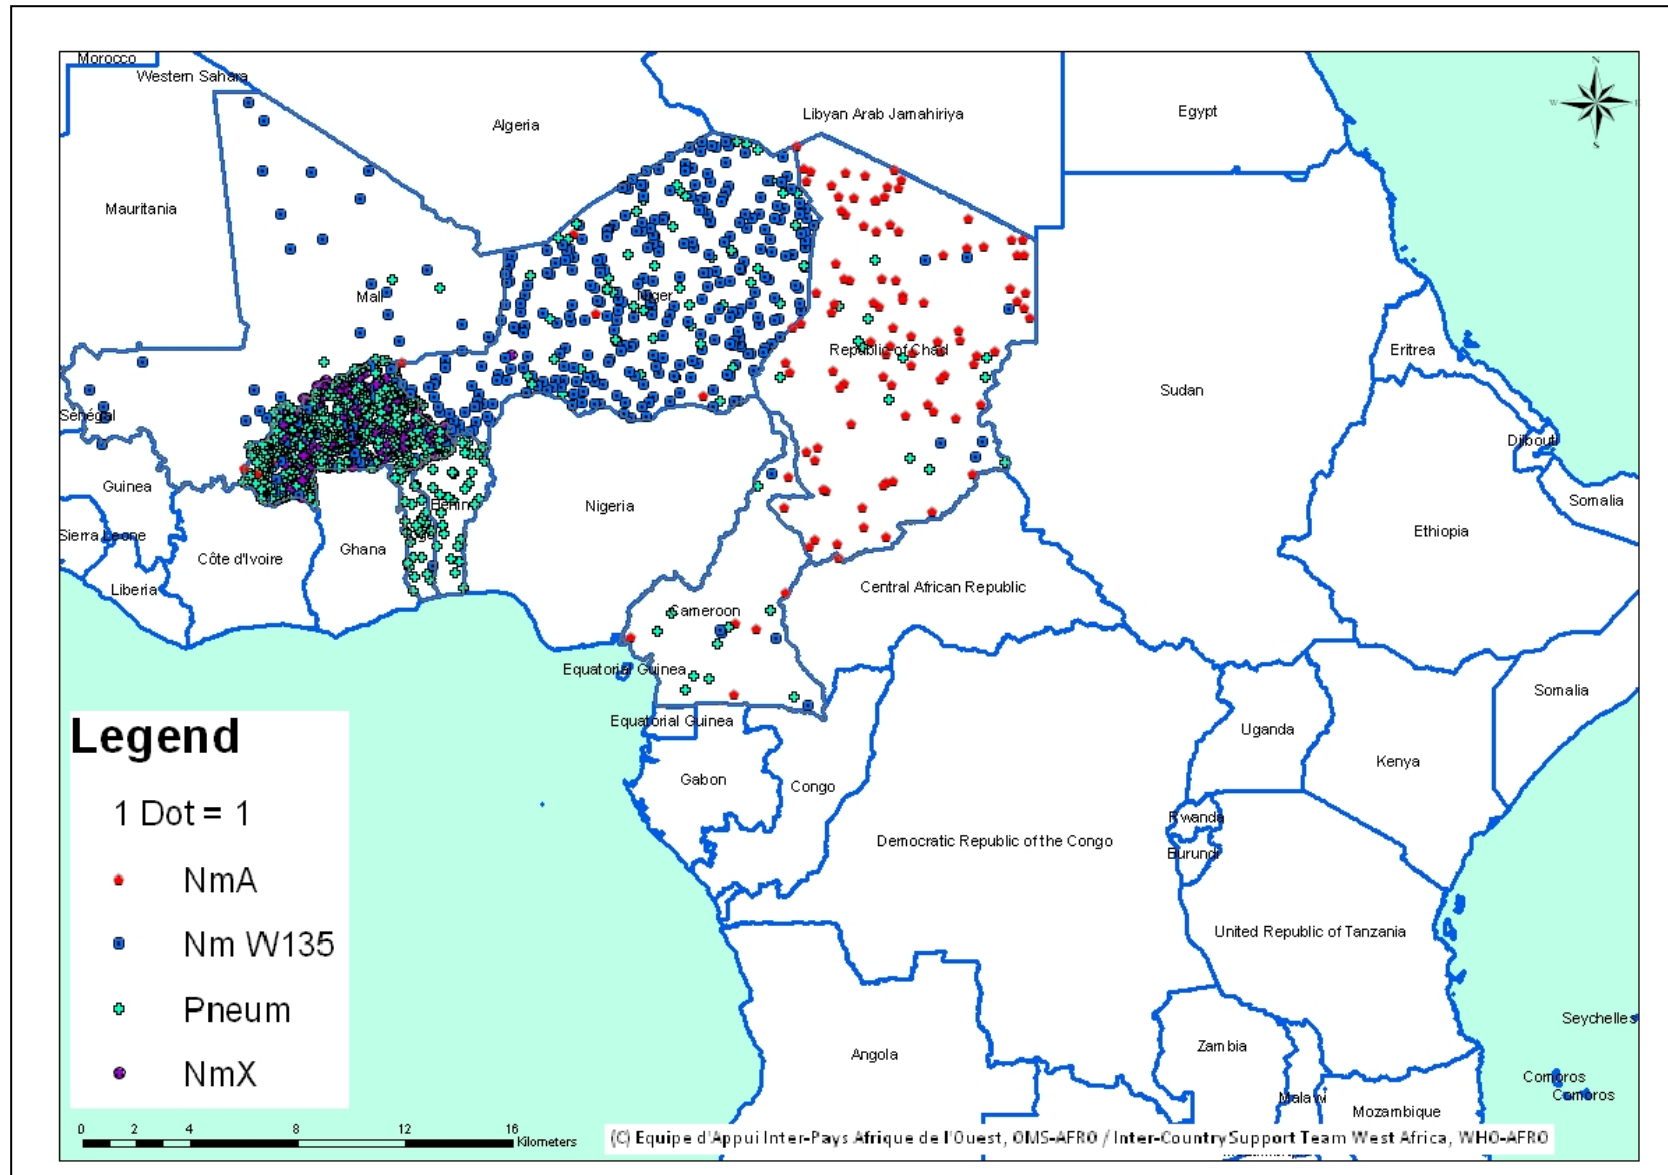 Morocco
Western Sahara
Algeria
Libyan Arab Jamahiriya
Egypt
N
W
E
S
Mauritania
Mali
Niger
Republic of Chad
Sudan
Eritrea
Sénégal
Djibouti
Guinea
Benin
Nigeria
Somalia
Sierra Leone
Côte d'Ivoire
Ghana
Togo
Ethiopia
Liberia
Cameroon
Central African Republic
Equatorial Guinea
Somalia
Equatorial Guinea
Uganda
Kenya
Gabon
Congo
Rwanda
Democratic Republic of the Congo
Burundi
United Republic of Tanzania
Seychelles
Angola
Zambia
Comoros
Comoros
Malawi
Mozambique
Legend
1 Dot = 1
NmA
Nm W135
Pneum
NmX
0 2 4 8 12 16
Kilometers
(C) Equipe d'Appui Inter-Pays Afrique de l'Ouest, OMS-AFRO / Inter-Country Support Team West Africa, WHO-AFRO